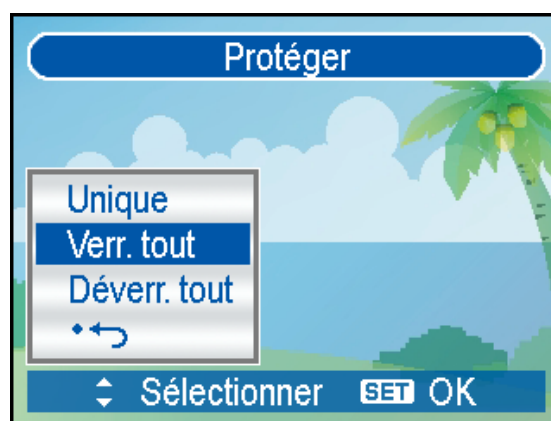 Protéger
Unique
Verr. tout
Déverr. tout
Sélectionner SET OK